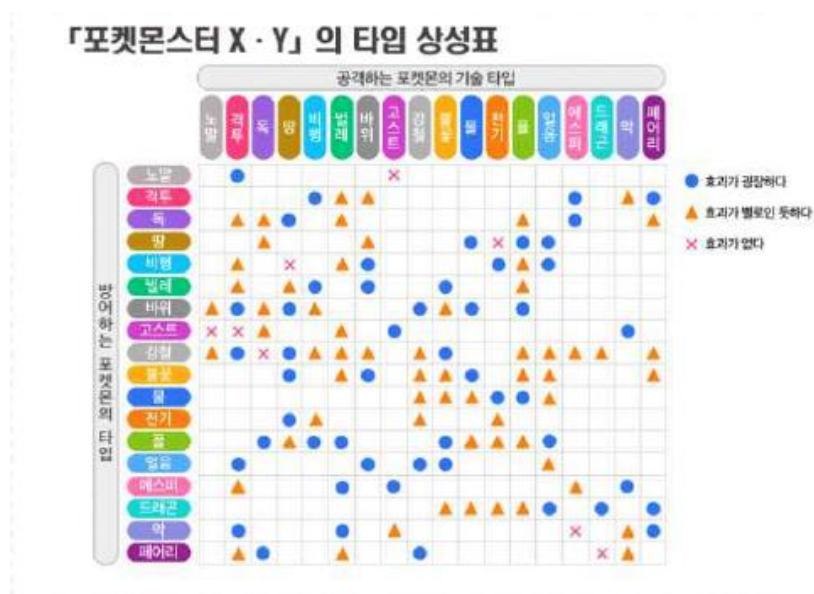 「포켓몬스터 X · Y」의 타입 상성표
공격하는 포켓몬의 기술 타입
노말 격투 독 땅 비행 벌레 바위 고스트 강철 불꽃 물 전기 풀 얼음 에스퍼 드래곤 악 페어리
방어하는 포켓몬의 타입
노말
격투
독
땅
비행
벌레
바위
고스트
강철
불꽃
물
전기
풀
얼음
에스퍼
드래곤
악
페어리
효과가 굉장하다
효과가 별로인 듯하다
효과가 없다